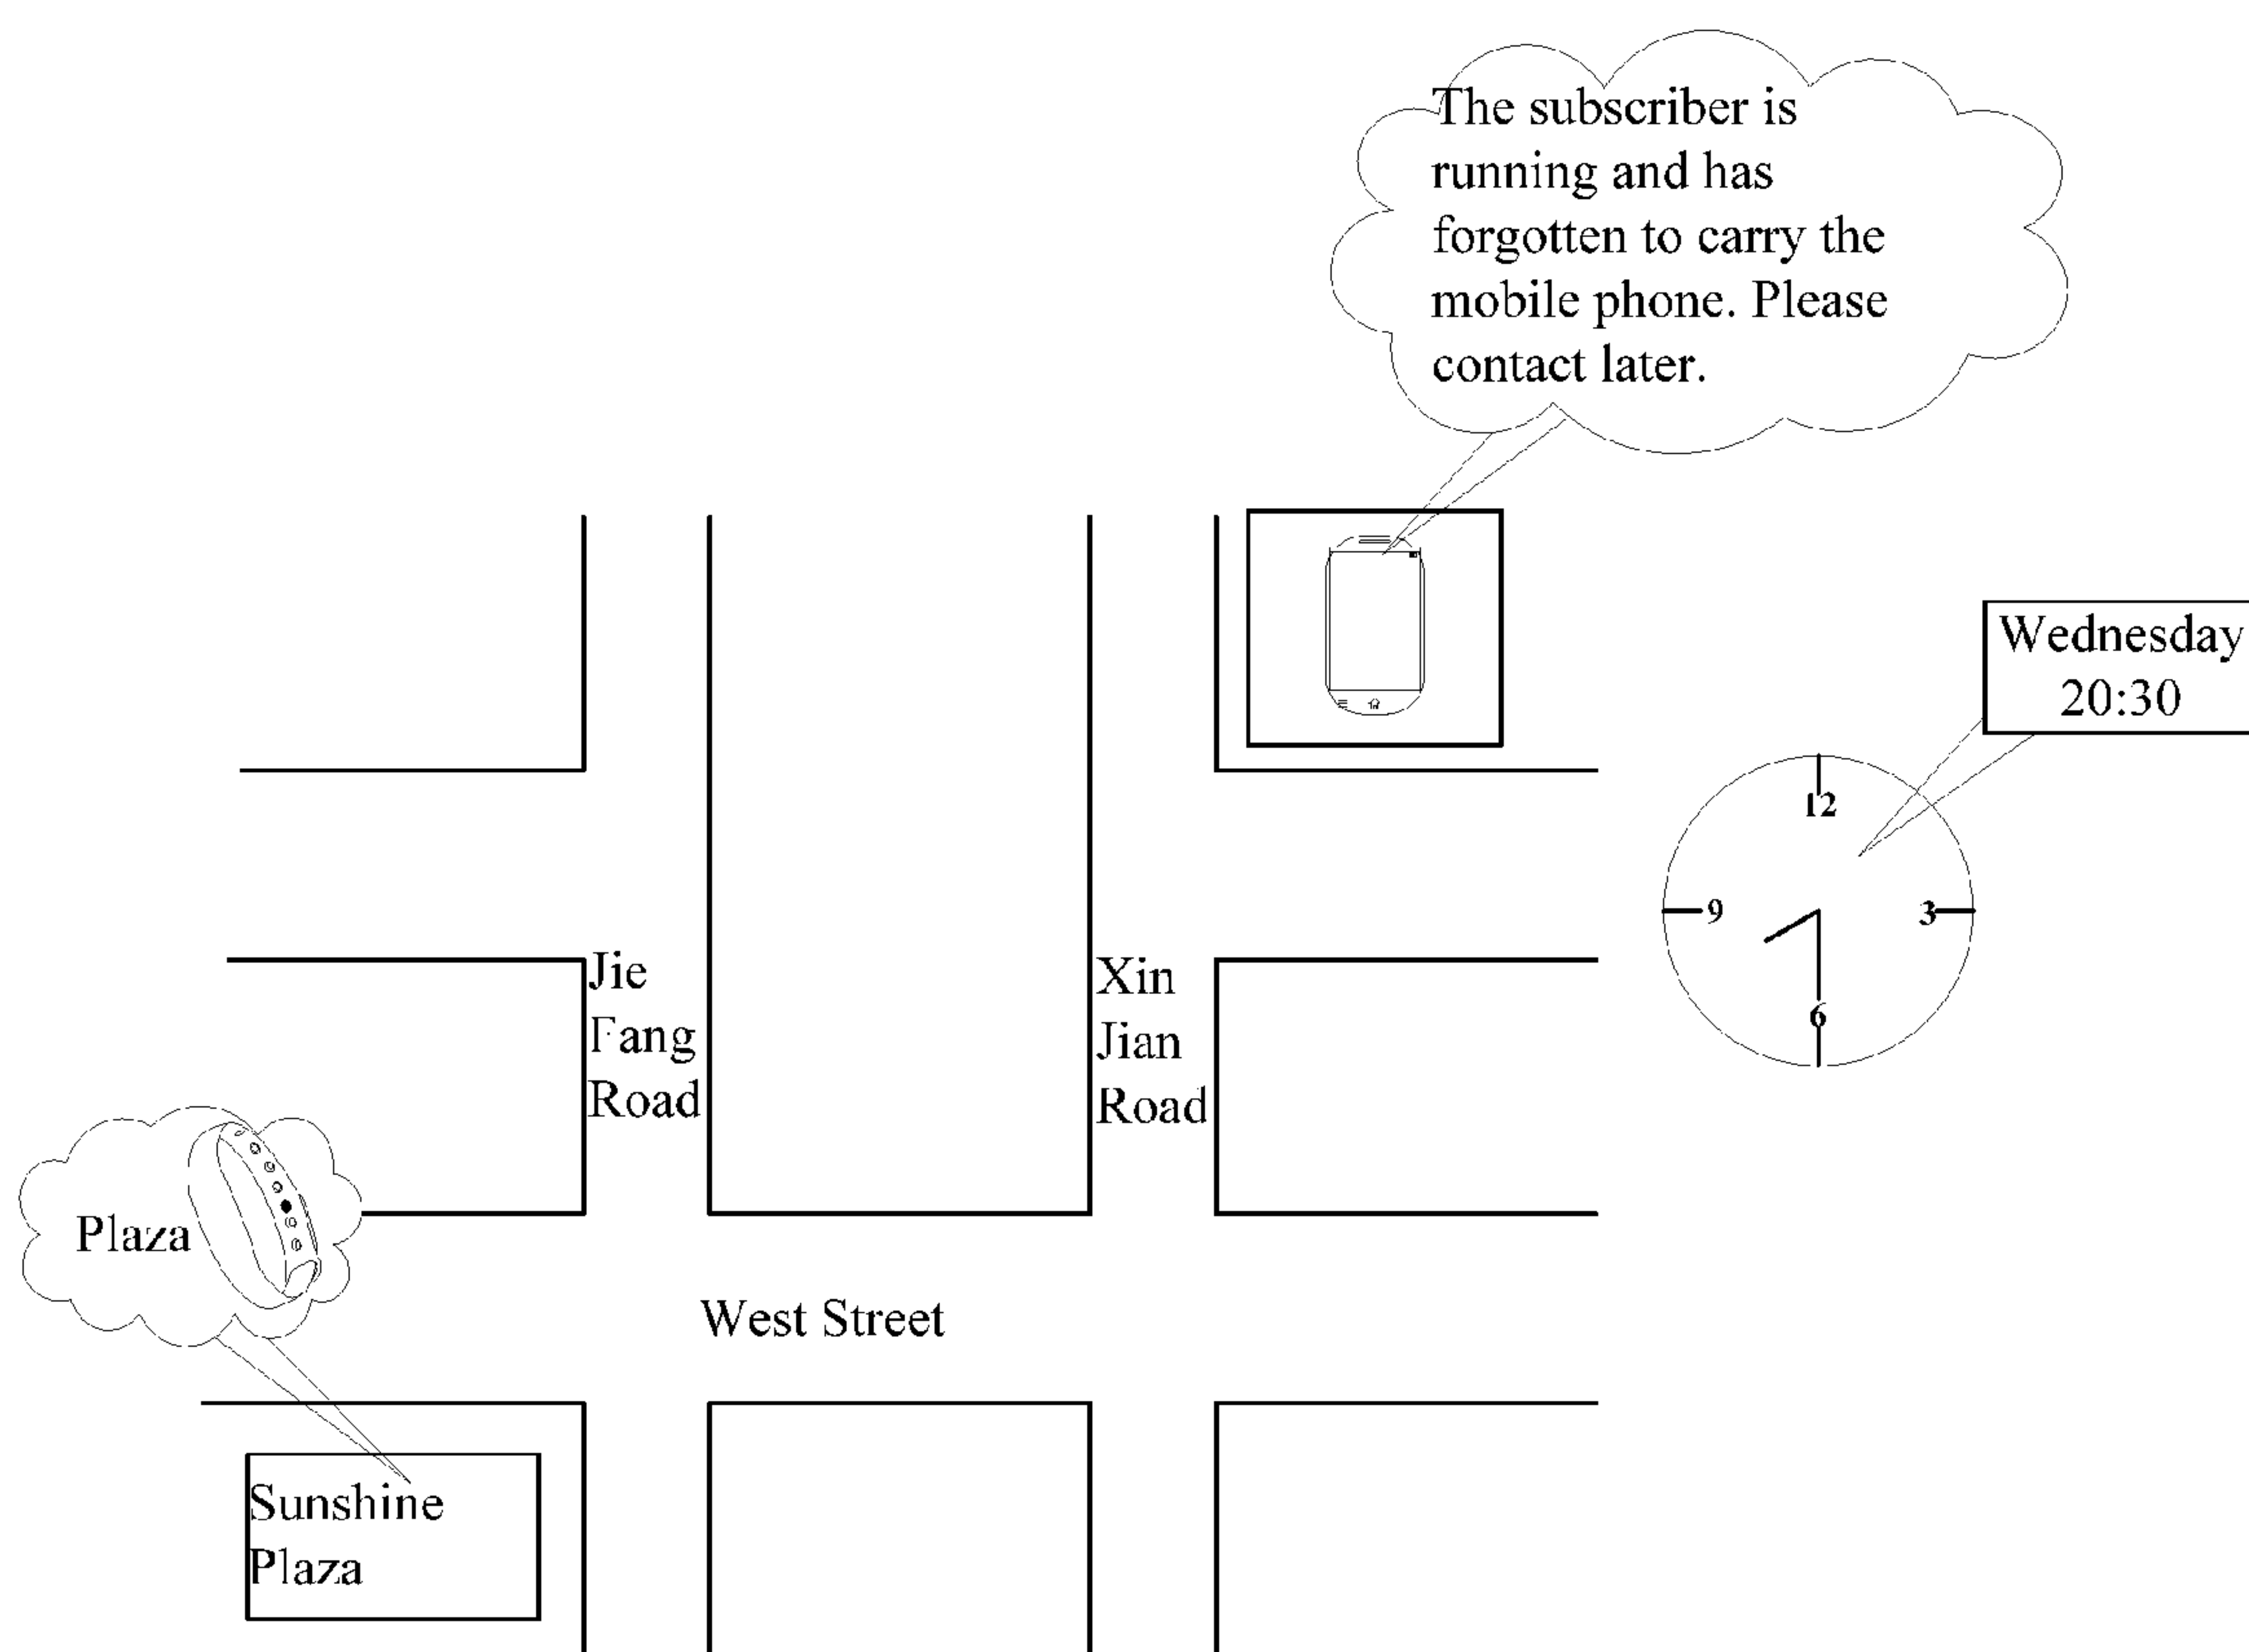 The subscriber is
running and has
forgotten to carry the
mobile phone. Please
contact later.
Wednesday
20:30
12
9
3
6
Jie
Fang
Road
Xin
Jian
Road
Plaza
West Street
Sunshine
Plaza